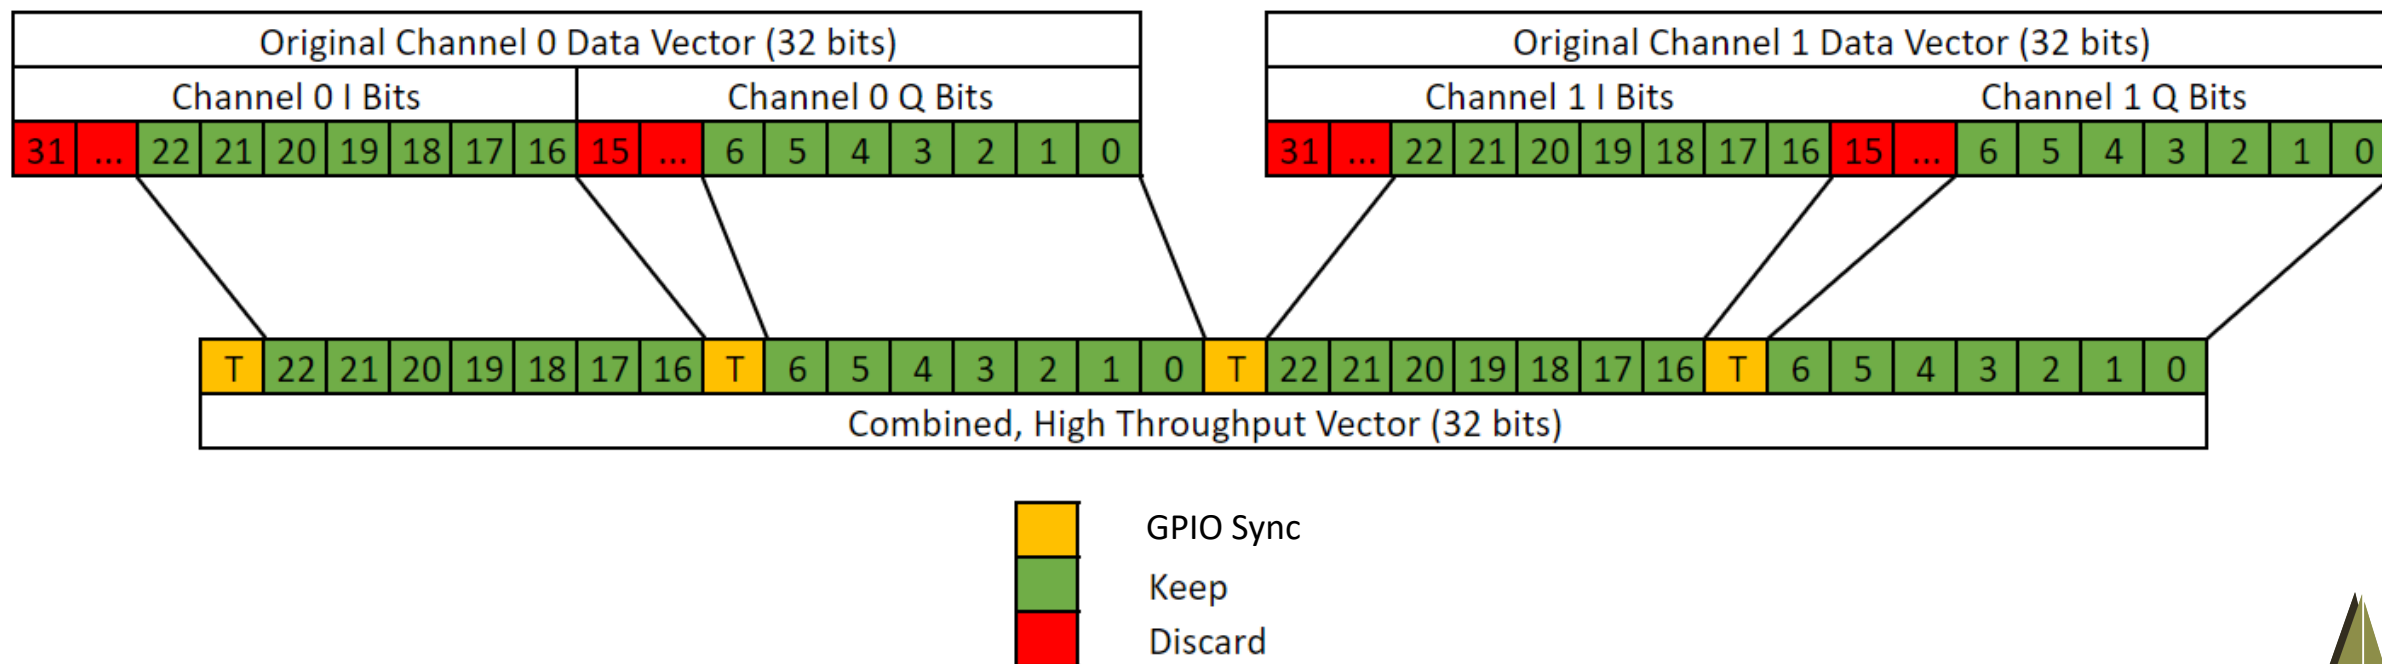 Original Channel 0 Data Vector (32 bits)
Original Channel 1 Data Vector (32 bits)
Channel 0 I Bits
Channel 0 Q Bits
Channel 1 I Bits
Channel 1 Q Bits
31 ... 22 21 20 19 18 17 16 15 ... 6 5 4 3 2 1 0
31 ... 22 21 20 19 18 17 16 15 ... 6 5 4 3 2 1 0
T 22 21 20 19 18 17 16 T 6 5 4 3 2 1 0 T 22 21 20 19 18 17 16 T 6 5 4 3 2 1 0
Combined, High Throughput Vector (32 bits)
GPIO Sync
Keep
Discard